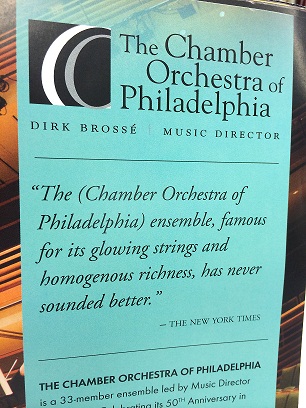 The Chamber
Orchestra of
Philadelphia
DIRK BROSSÉ | MUSIC DIRECTOR
“The (Chamber Orchestra of
Philadelphia) ensemble, famous
for its glowing strings and
homogenous richness, has never
sounded better.”
— THE NEW YORK TIMES
THE CHAMBER ORCHESTRA OF PHILADELPHIA
is a 33-member ensemble led by Music Director
Celebrating its 50TH Anniversary in